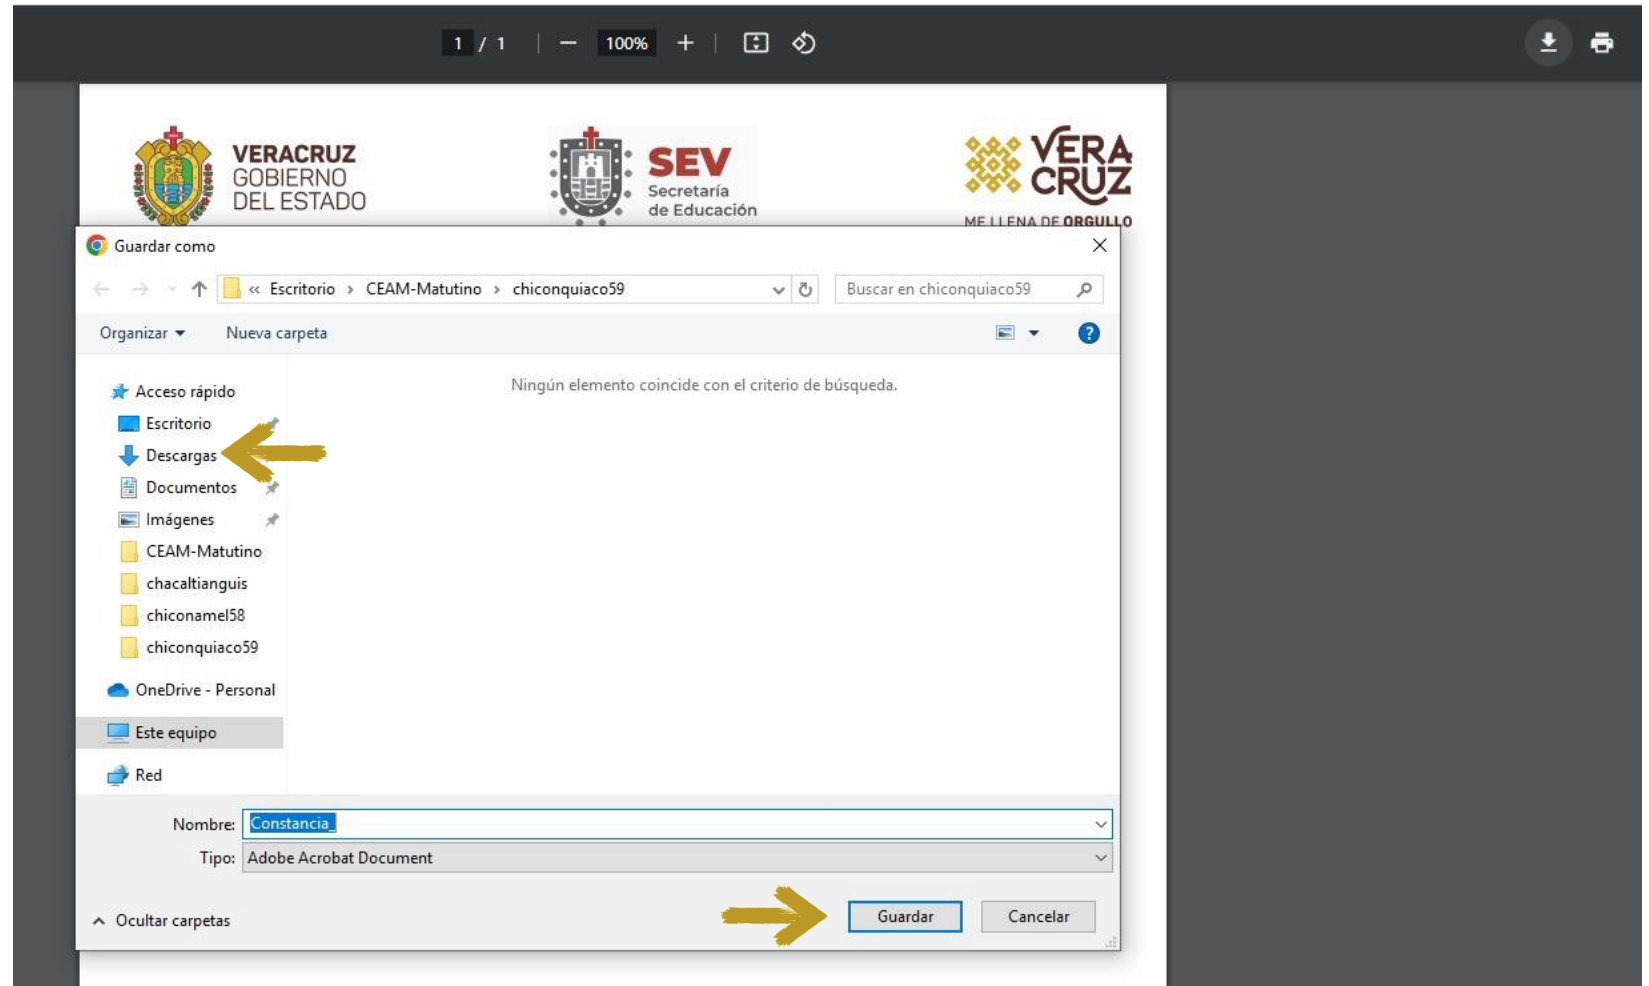 1 / 1 100%
VERACRUZ
GOBIERNO
DEL ESTADO
SEV
Secretaría
de Educación
VERA
CRUZ
ME LLENA DE ORGULLO
Guardar como
« Escritorio › CEAM-Matutino › chiconquiaco59
Buscar en chiconquiaco59
Organizar
Nueva carpeta
?
Acceso rápido
Ningún elemento coincide con el criterio de búsqueda.
Escritorio
Descargas
Documentos
Imágenes
CEAM-Matutino
chacaltianguis
chiconamel58
chiconquiaco59
OneDrive - Personal
Este equipo
Red
Nombre: Constancia_
Tipo: Adobe Acrobat Document
Ocultar carpetas
Guardar
Cancelar